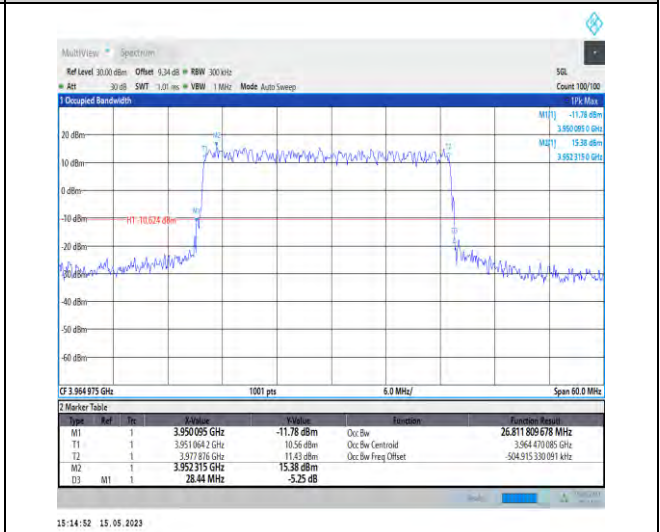 MultiView Spectrum
Ref Level 30.00 dBm Offset 9.34 dB RBW 300 kHz SGL
Att 30 dB SWT 1.01 ms VBW 1 MHz Mode Auto Sweep Count 100/100
1 Occupied Bandwidth 1Pk Max
M1[1] -11.78 dBm
3.950 095 0 GHz
20 dBm M2 M2[1] 15.38 dBm
T1 T2 3.952 315 0 GHz
10 dBm
0 dBm
M1
-10 dBm H1 -10.624 dBm
D3
-20 dBm
-30 dBm
-40 dBm
-50 dBm
-60 dBm
CF 3.964 975 GHz 1001 pts 6.0 MHz/ Span 60.0 MHz
2 Marker Table
Type Ref Trc X-Value Y-Value Function Function Result
M1 1 3.950 095 GHz -11.78 dBm Occ Bw 26.811 809 678 MHz
T1 1 3.951 064 2 GHz 10.56 dBm Occ Bw Centroid 3.964 470 085 GHz
T2 1 3.977 876 GHz 11.43 dBm Occ Bw Freq Offset -504.915 330 091 kHz
M2 1 3.952 315 GHz 15.38 dBm
D3 M1 1 28.44 MHz -5.25 dB
15:14:52 15.05.2023